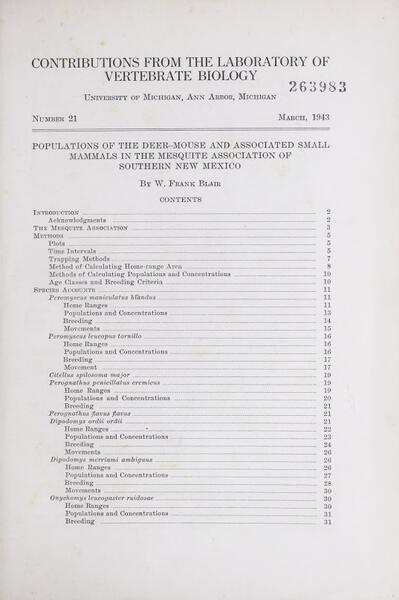 CONTRIBUTIONS FROM THE LABORATORY OF
VERTEBRATE BIOLOGY
263983
University of Michigan, Ann Arbor, Michigan
Number 21 March, 1943
POPULATIONS OF THE DEER-MOUSE AND ASSOCIATED SMALL
MAMMALS IN THE MESQUITE ASSOCIATION OF
SOUTHERN NEW MEXICO
By W. Frank Blair
CONTENTS
Introduction 2
Acknowledgments 2
The Mesquite Association 3
Methods 5
Plots 5
Time Intervals 5
Trapping Methods 7
Method of Calculating Home-range Area 8
Methods of Calculating Populations and Concentrations 10
Age Classes and Breeding Criteria 10
Species Accounts 11
Peromyscus maniculatus blandus 11
Home Ranges 11
Populations and Concentrations 13
Breeding 14
Movements 15
Peromyscus leucopus tornillo 16
Home Ranges 16
Populations and Concentrations 16
Breeding 17
Movement 17
Citellus spilosoma major 19
Perognathus penicillatus eremicus 19
Home Ranges 19
Populations and Concentrations 20
Breeding 21
Perognathus flavus flavus 21
Dipodomys ordii ordii 21
Home Ranges 22
Populations and Concentrations 23
Breeding 24
Movements 26
Dipodomys merriami ambiguus 26
Home Ranges 26
Populations and Concentrations 27
Breeding 28
Movements 30
Onychomys leucogaster ruidosae 30
Home Ranges 30
Populations and Concentrations 31
Breeding 31